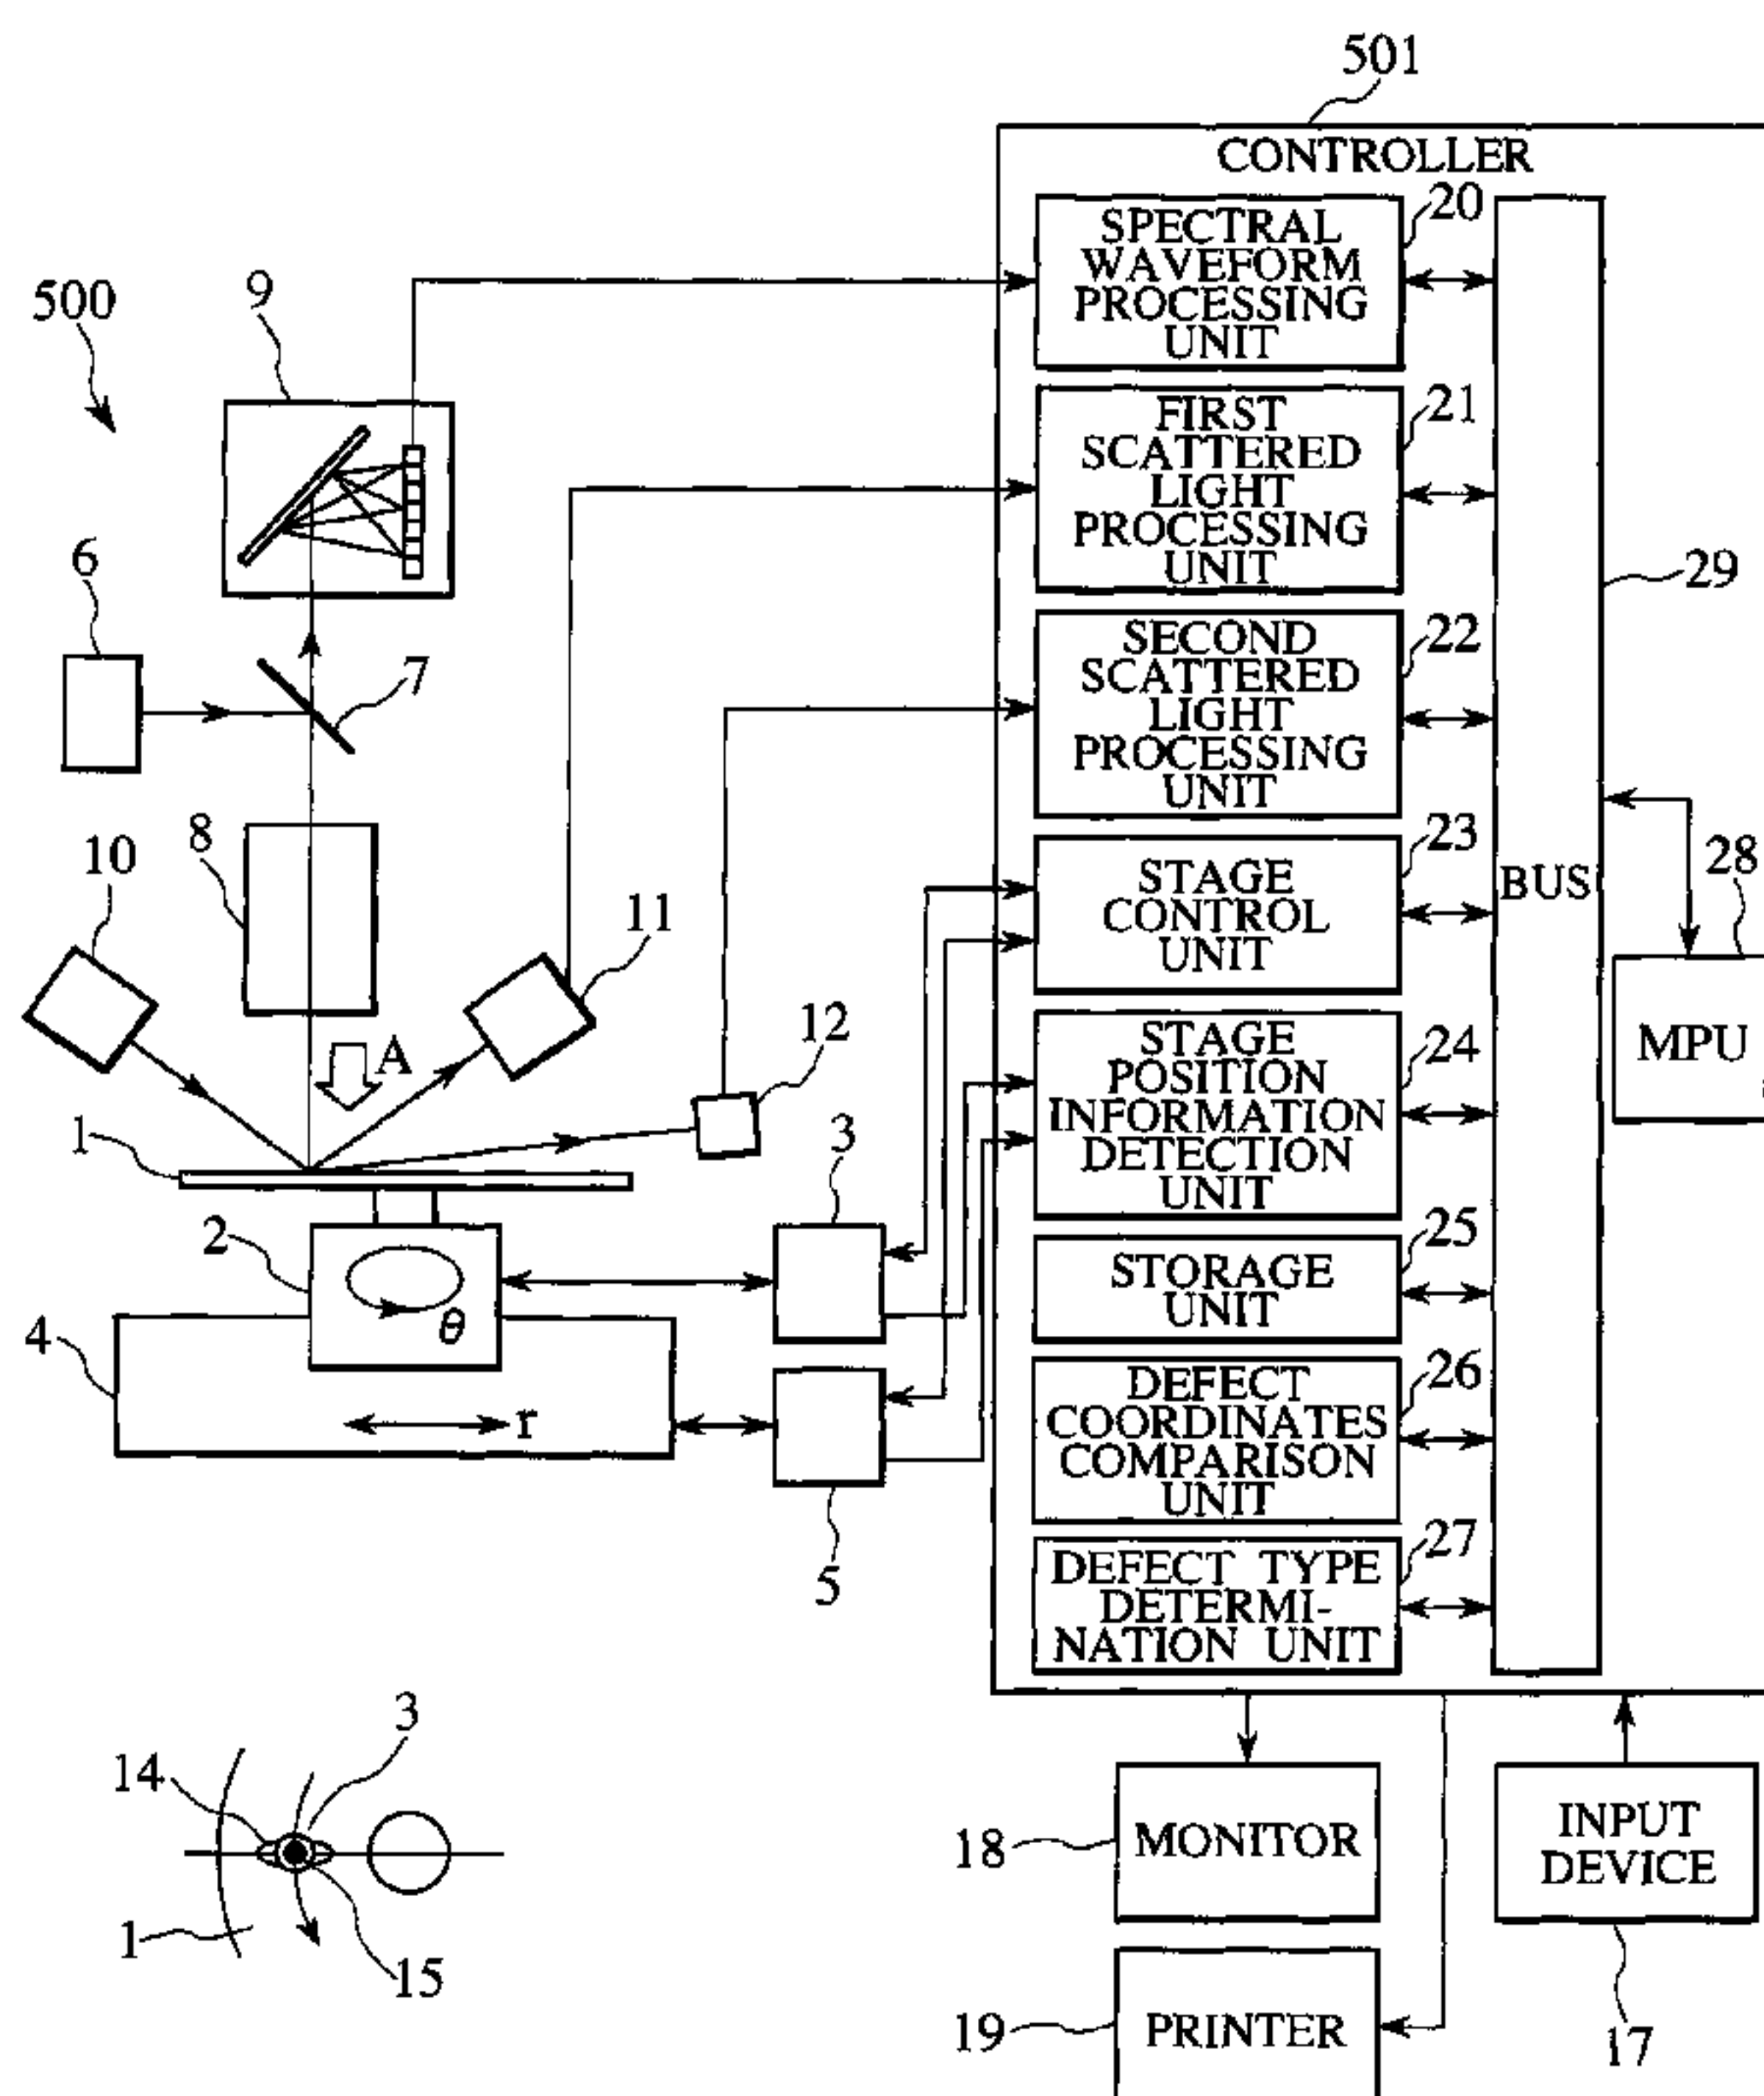 501
CONTROLLER
500
9
SPECTRAL
WAVEFORM
PROCESSING
UNIT
20
FIRST
SCATTERED
LIGHT
PROCESSING
UNIT
21
6
7
SECOND
SCATTERED
LIGHT
PROCESSING
UNIT
22
29
10
8
11
12
A
STAGE
CONTROL
UNIT
23
BUS
28
MPU
1
STAGE
POSITION
INFORMATION
DETECTION
UNIT
24
2
3
θ
STORAGE
UNIT
25
4
r
5
DEFECT
COORDINATES
COMPARISON
UNIT
26
DEFECT TYPE
DETERMI-
NATION UNIT
27
3
14
1
15
18
MONITOR
INPUT
DEVICE
17
19
PRINTER